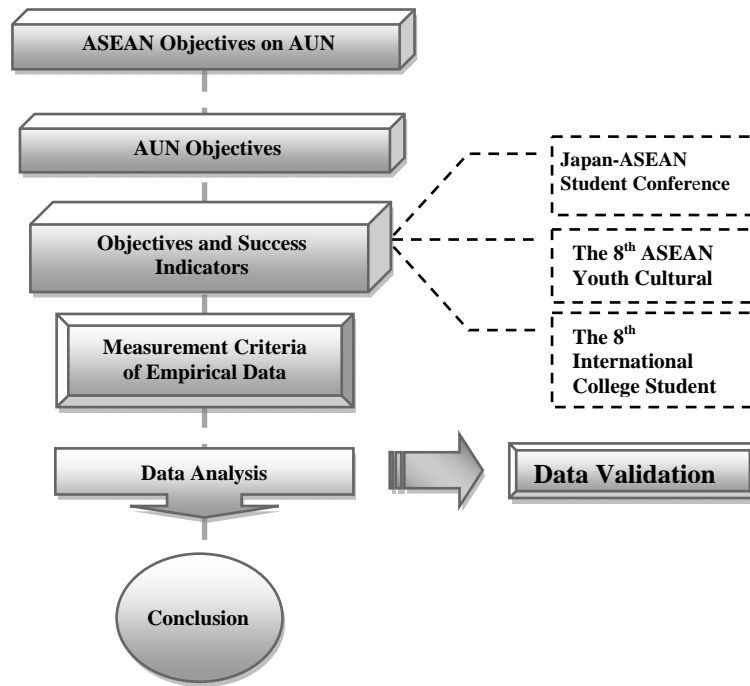 ASEAN Objectives on AUN
AUN Objectives
Objectives and Success
Indicators
Japan-ASEAN
Student Conference
The 8th ASEAN
Youth Cultural
The 8th
International
College Student
Measurement Criteria
of Empirical Data
Data Analysis
Data Validation
Conclusion